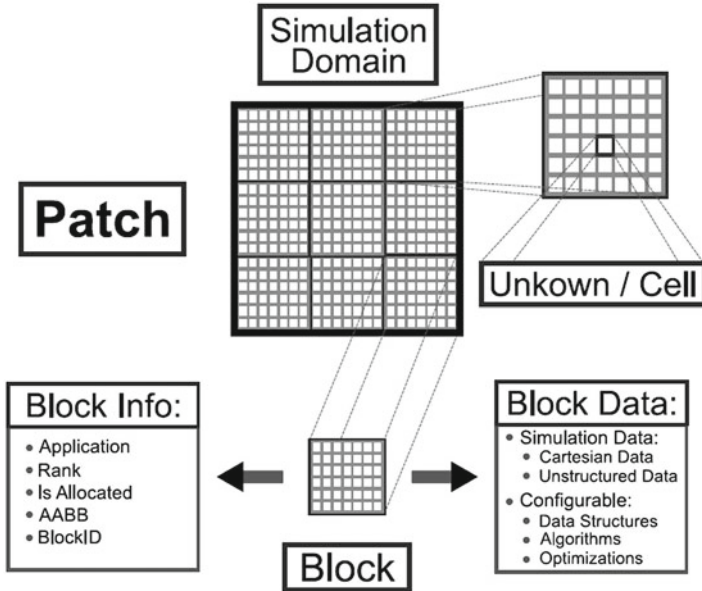 Simulation
Domain
Patch
Unkown / Cell
Block Info:
Application
Rank
Is Allocated
AABB
BlockID
Block
Block Data:
Simulation Data:
Cartesian Data
Unstructured Data
Configurable:
Data Structures
Algorithms
Optimizations